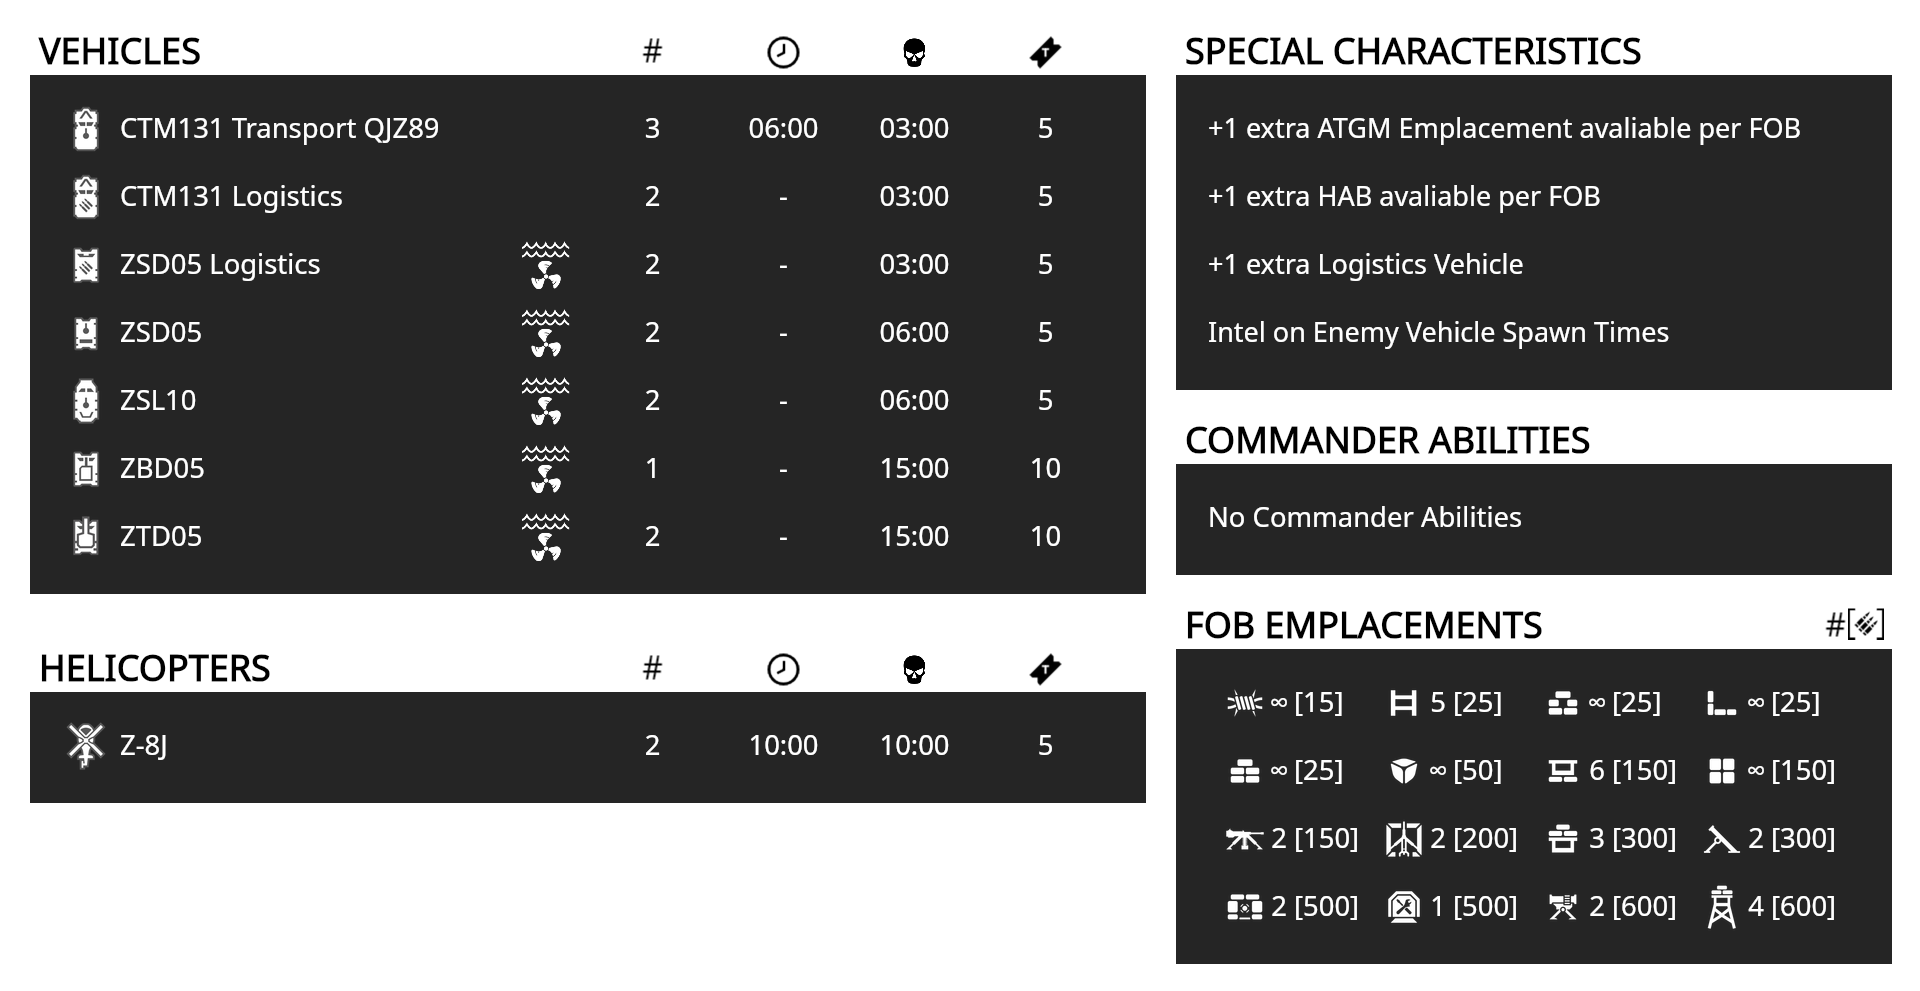 VEHICLES #
CTM131 Transport QJZ89 3 06:00 03:00 5
CTM131 Logistics 2 - 03:00 5
ZSD05 Logistics 2 - 03:00 5
ZSD05 2 - 06:00 5
ZSL10 2 - 06:00 5
ZBD05 1 - 15:00 10
ZTD05 2 - 15:00 10
HELICOPTERS #
Z-8J 2 10:00 10:00 5
SPECIAL CHARACTERISTICS
+1 extra ATGM Emplacement avaliable per FOB
+1 extra HAB avaliable per FOB
+1 extra Logistics Vehicle
Intel on Enemy Vehicle Spawn Times
COMMANDER ABILITIES
No Commander Abilities
FOB EMPLACEMENTS #[]
∞ [15] 5 [25] ∞ [25] ∞ [25]
∞ [25] ∞ [50] 6 [150] ∞ [150]
2 [150] 2 [200] 3 [300] 2 [300]
2 [500] 1 [500] 2 [600] 4 [600]